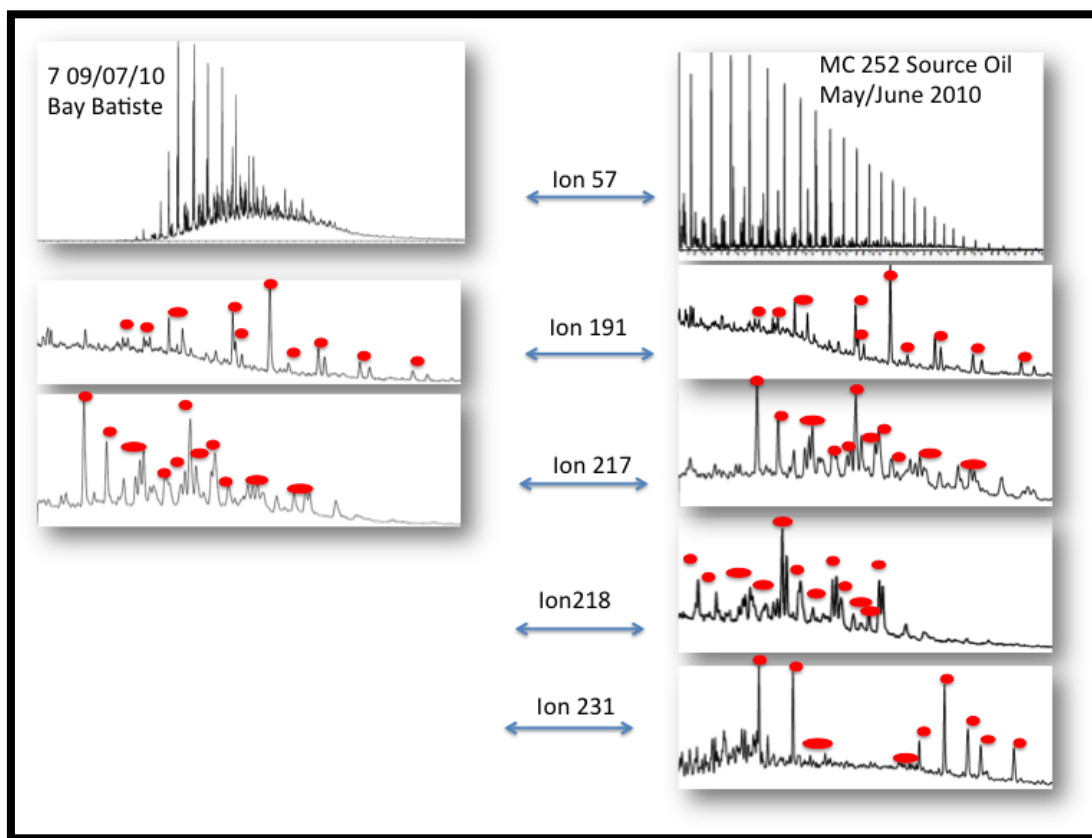 7 09/07/10
Bay Batiste
MC 252 Source Oil
May/June 2010
Ion 57
Ion 191
Ion 217
Ion218
Ion 231